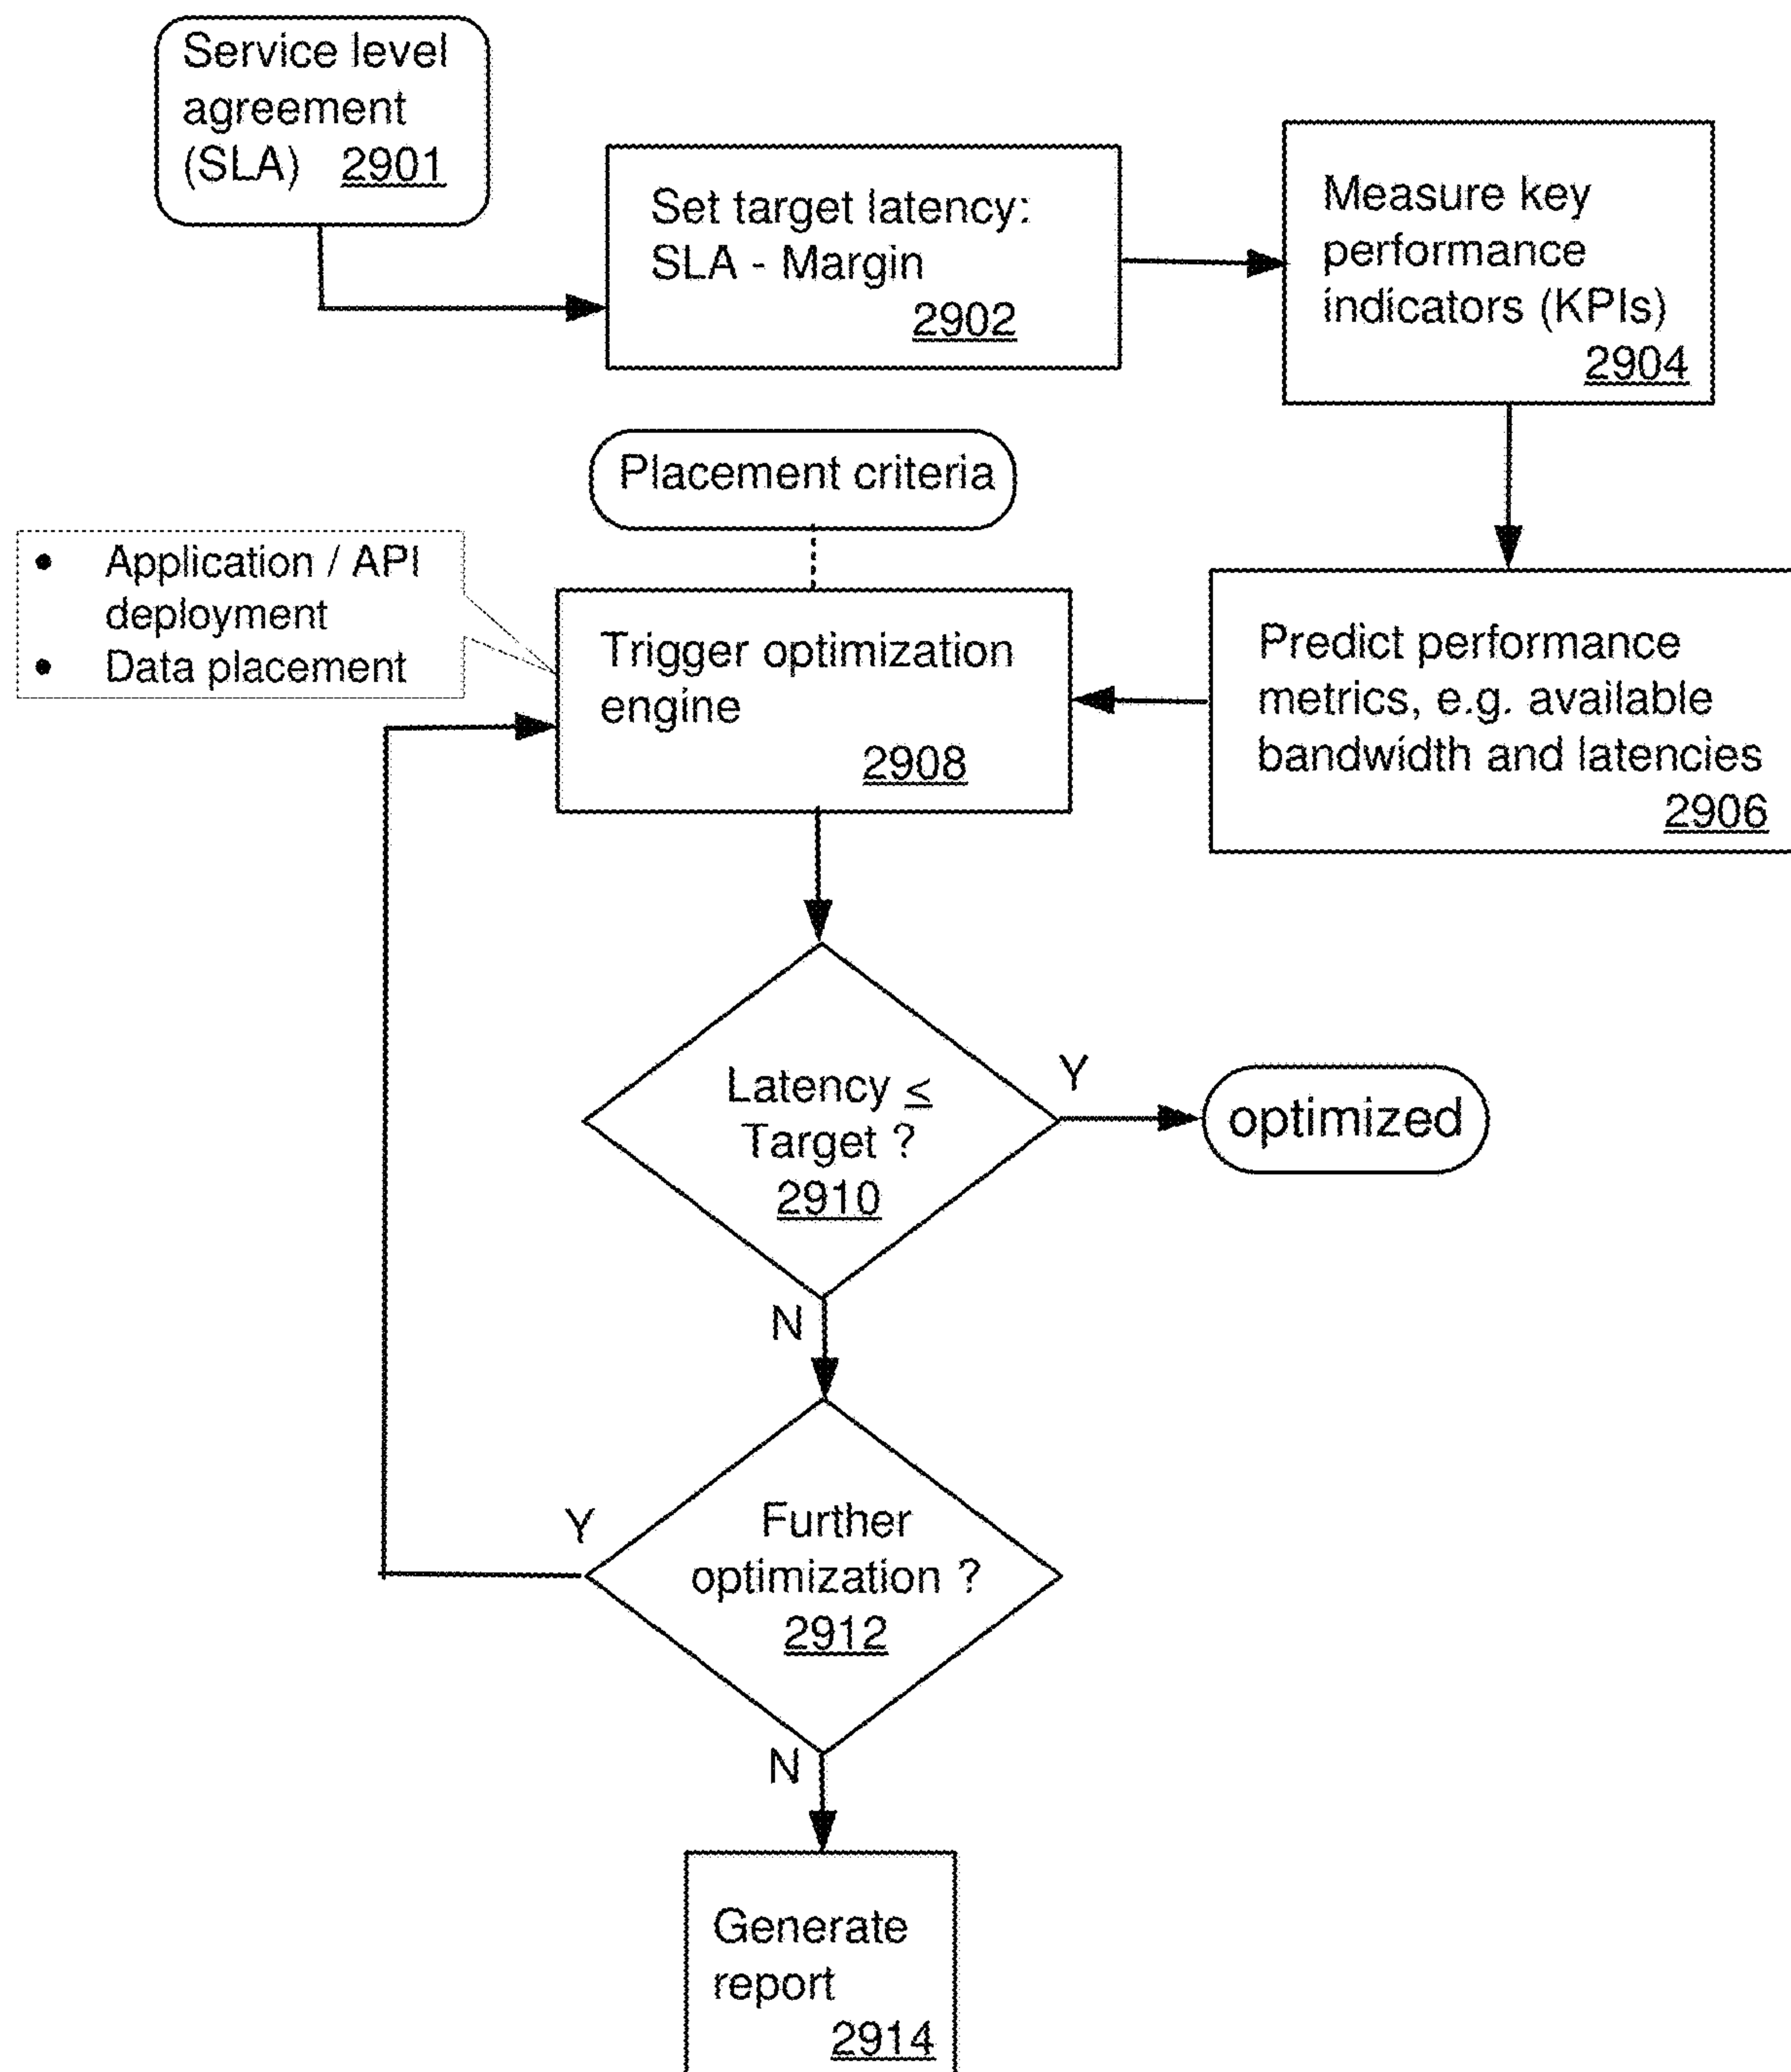 Service level
agreement
(SLA) 2901
Set target latency:
SLA - Margin
2902
Measure key
performance
indicators (KPIs)
2904
Placement criteria
• Application / API
deployment
• Data placement
Trigger optimization
engine
2908
Predict performance
metrics, e.g. available
bandwidth and latencies
2906
Latency ≤
Target ?
2910
Y
optimized
N
Further
optimization ?
2912
Y
N
Generate
report
2914